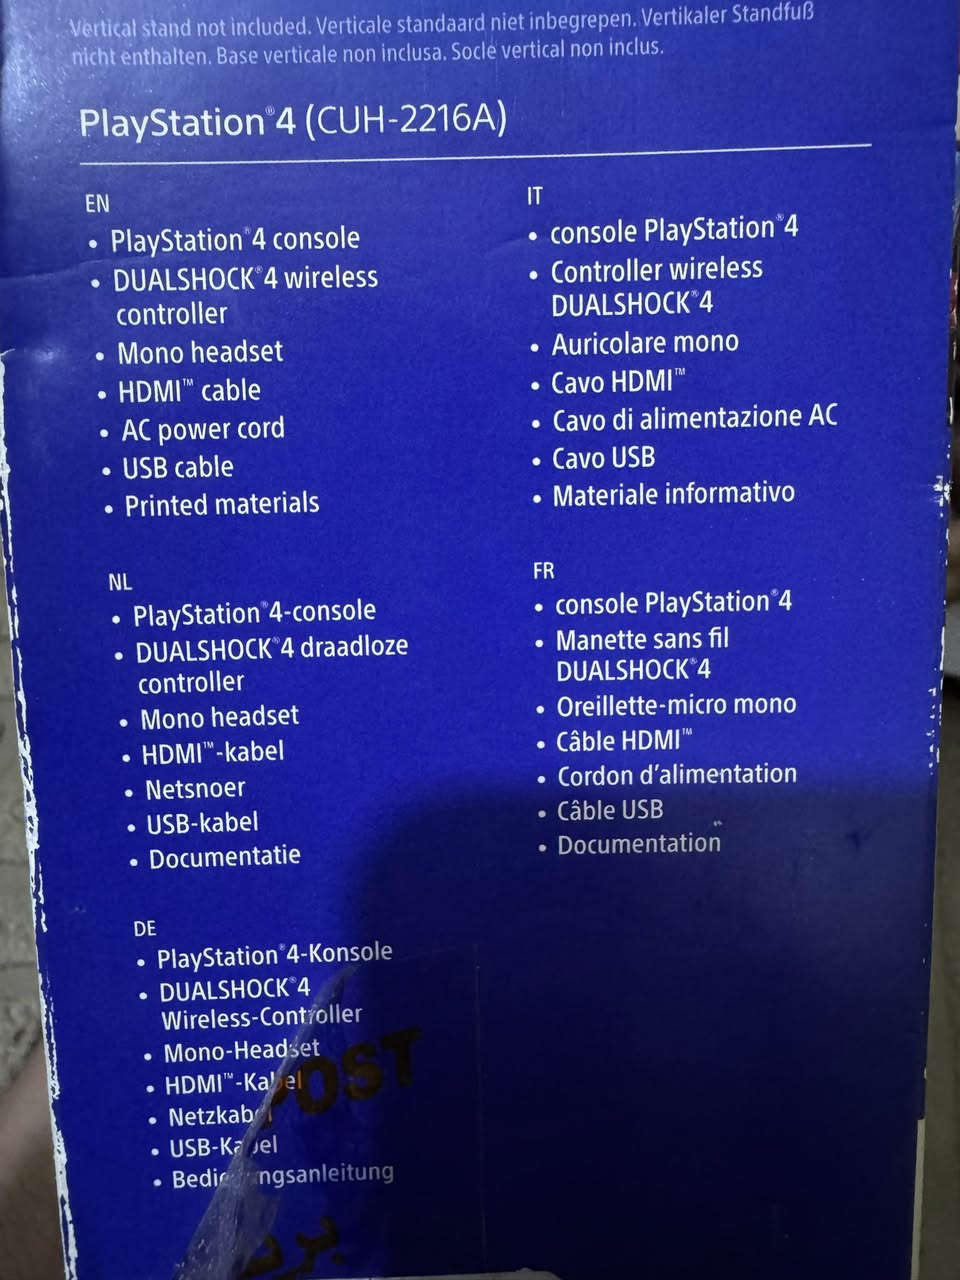 Vertical stand not included. Verticale standaard niet inbegrepen. Vertikaler Standfuß
nicht enthalten. Base verticale non inclusa. Socle vertical non inclus.
PlayStation®4 (CUH-2216A)
EN
• PlayStation®4 console
• DUALSHOCK®4 wireless
controller
• Mono headset
• HDMI™ cable
• AC power cord
• USB cable
• Printed materials
IT
• console PlayStation®4
• Controller wireless
DUALSHOCK®4
• Auricolare mono
• Cavo HDMI™
• Cavo di alimentazione AC
• Cavo USB
• Materiale informativo
NL
• PlayStation®4-console
• DUALSHOCK®4 draadloze
controller
• Mono headset
• HDMI™-kabel
• Netsnoer
• USB-kabel
• Documentatie
FR
• console PlayStation®4
• Manette sans fil
DUALSHOCK®4
• Oreillette-micro mono
• Câble HDMI™
• Cordon d'alimentation
• Câble USB
• Documentation
DE
• PlayStation®4-Konsole
• DUALSHOCK®4
Wireless-Controller
• Mono-Headset
• HDMI™-Kabel
• Netzkabel
• USB-Kabel
• Bedienungsanleitung
POST